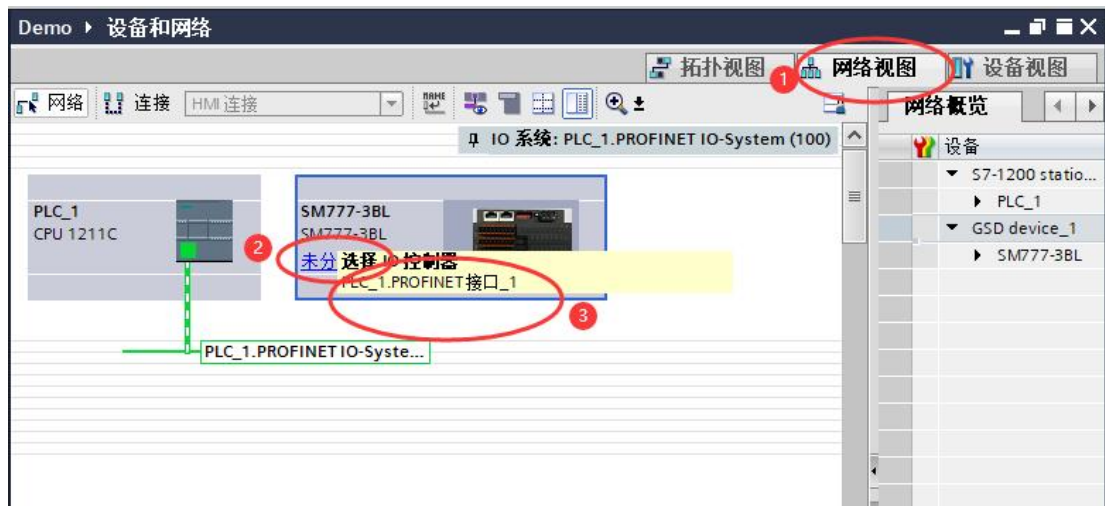 Demo ▸ 设备和网络
拓扑视图
1
网络视图
设备视图
网络
连接
HMI 连接
网络概览
IO 系统: PLC_1.PROFINET IO-System (100)
设备
S7-1200 statio...
PLC_1
GSD device_1
SM777-3BL
PLC_1
CPU 1211C
SM777-3BL
SM777-3BL
2
未分
选择 IO 控制器
PLC_1.PROFINET接口_1
3
PLC_1.PROFINET IO-Syste...